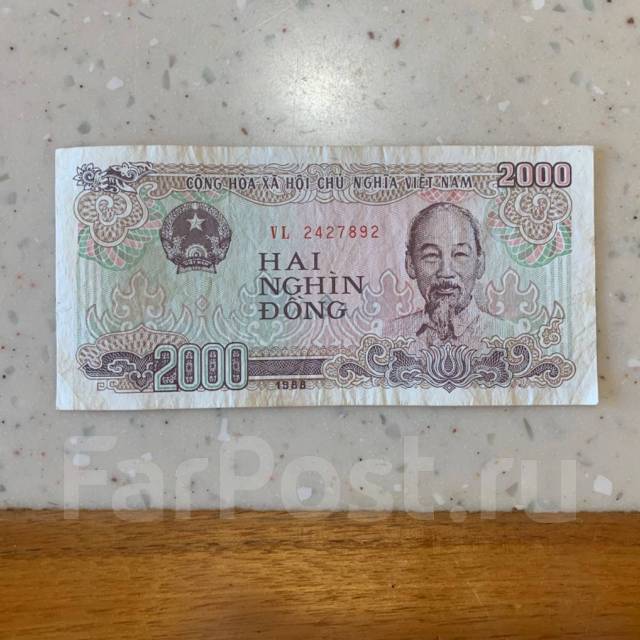 CỘNG HÒA XÃ HỘI CHỦ NGHĨA VIỆT NAM
2000
VL 2427892
HAI
NGHÌN
ĐỒNG
2000
1988
FarPost.ru